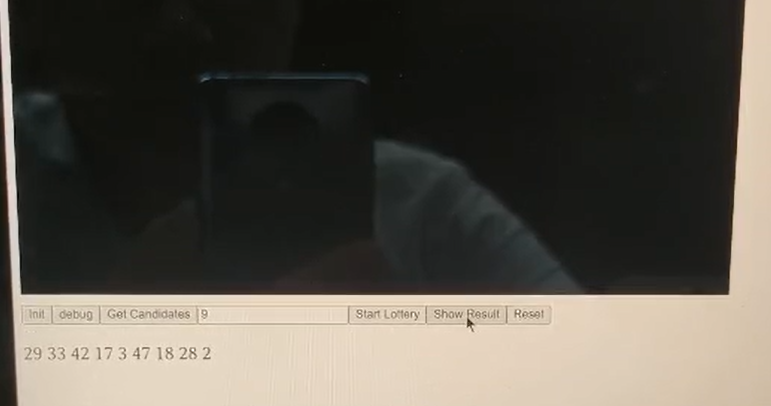 Init debug Get Candidates 9 Start Lottery Show Result Reset
29 33 42 17 3 47 18 28 2